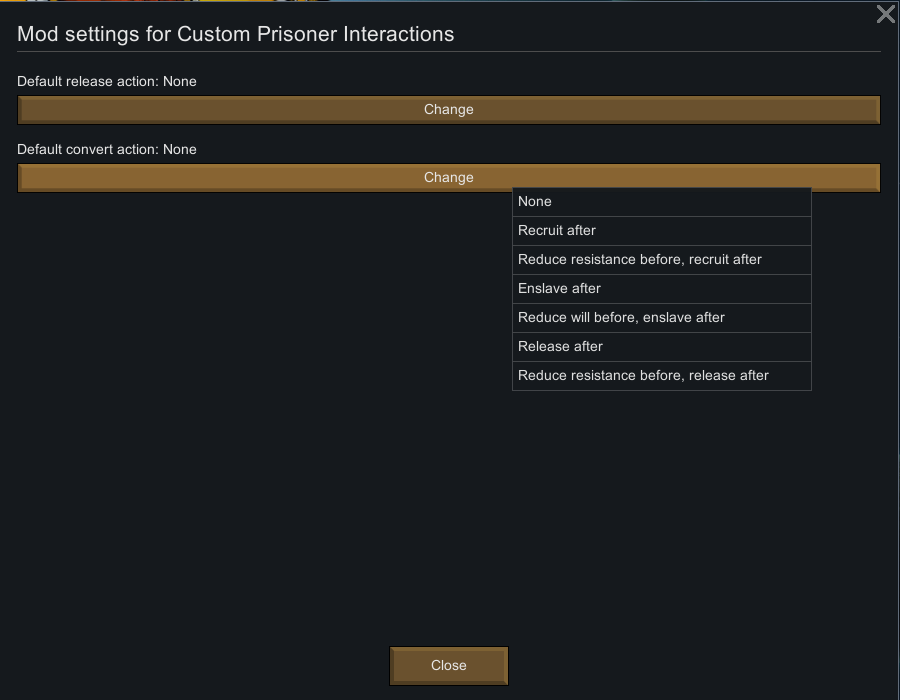 Mod settings for Custom Prisoner Interactions
Default release action: None
Change
Default convert action: None
Change
None
Recruit after
Reduce resistance before, recruit after
Enslave after
Reduce will before, enslave after
Release after
Reduce resistance before, release after
Close